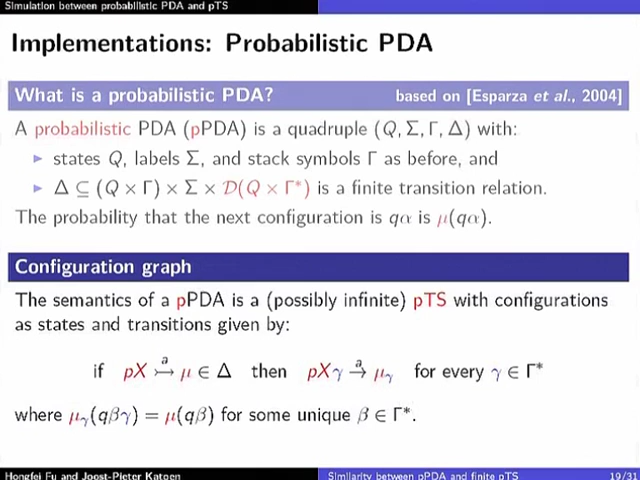 Simulation between probabilistic PDA and pTS
Implementations: Probabilistic PDA
What is a probabilistic PDA? based on [Esparza et al., 2004]
A probabilistic PDA (pPDA) is a quadruple (Q, Σ, Γ, Δ) with:
▶ states Q, labels Σ, and stack symbols Γ as before, and
▶ Δ ⊆ (Q × Γ) × Σ × 𝒟(Q × Γ*) is a finite transition relation.
The probability that the next configuration is qα is μ(qα).
Configuration graph
The semantics of a pPDA is a (possibly infinite) pTS with configurations
as states and transitions given by:
if pX ↣ᵃ μ ∈ Δ then pXγ →ᵃ μᵧ for every γ ∈ Γ*
where μᵧ(qβγ) = μ(qβ) for some unique β ∈ Γ*.
Hongfei Fu and Joost-Pieter Katoen Similarity between pPDA and finite pTS 19/31